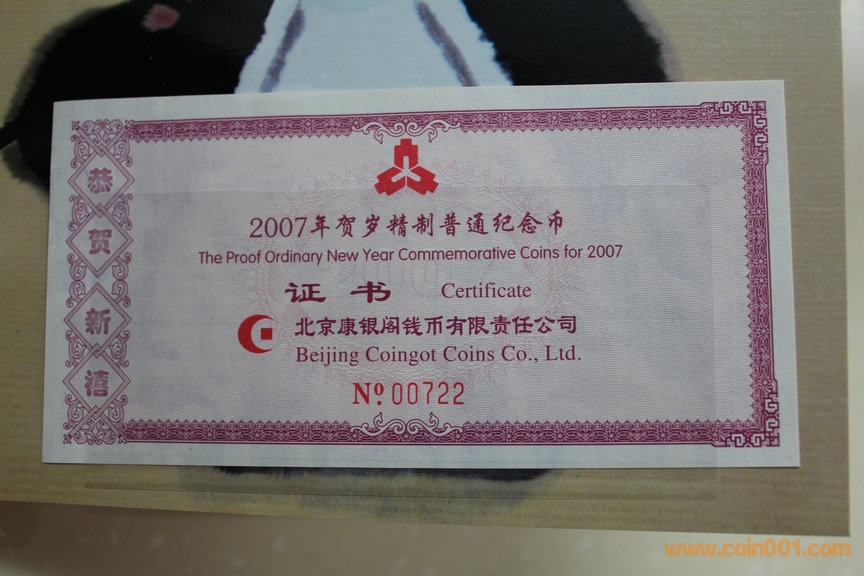 恭贺新禧
2007年贺岁精制普通纪念币
The Proof Ordinary New Year Commemorative Coins for 2007
证书 Certificate
北京康银阁钱币有限责任公司
Beijing Coingot Coins Co., Ltd.
Nº 00722
www.coin001.com